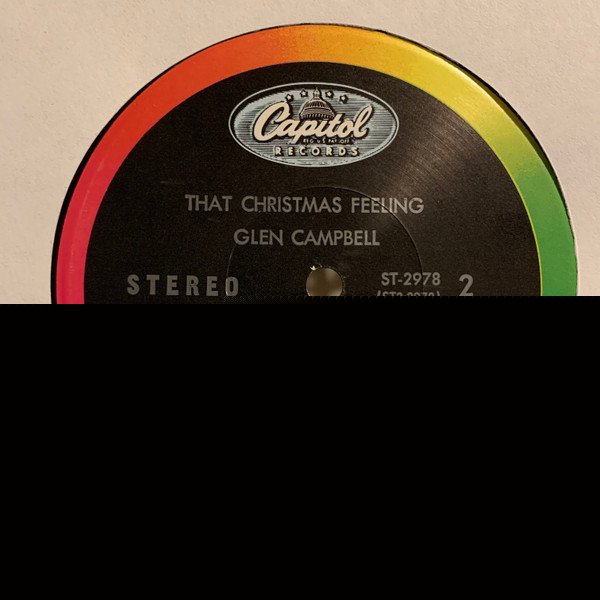 Capitol
RECORDS
THAT CHRISTMAS FEELING
GLEN CAMPBELL
STEREO
ST-2978
2